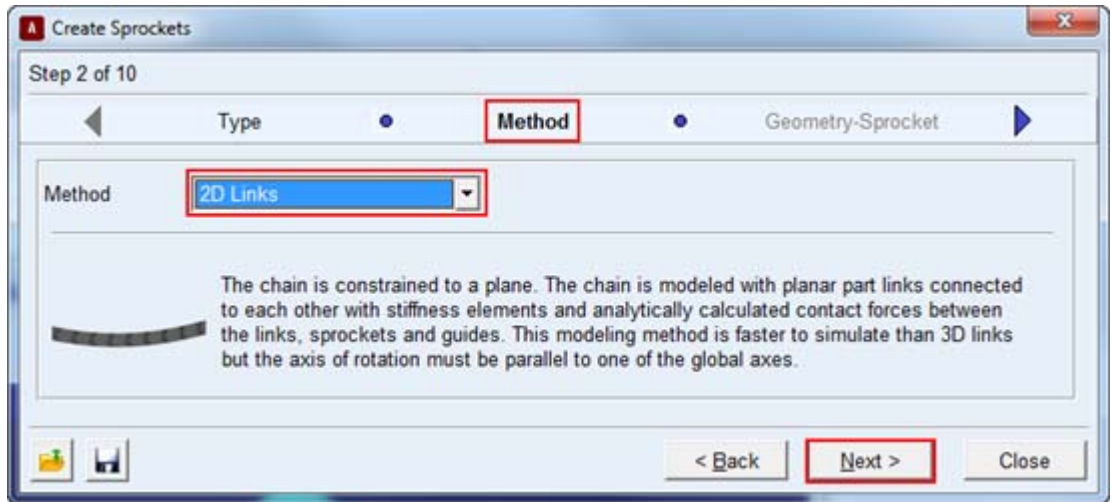 A Create Sprockets
Step 2 of 10
Type Method Geometry-Sprocket
Method 2D Links
The chain is constrained to a plane. The chain is modeled with planar part links connected
to each other with stiffness elements and analytically calculated contact forces between
the links, sprockets and guides. This modeling method is faster to simulate than 3D links
but the axis of rotation must be parallel to one of the global axes.
< Back Next > Close